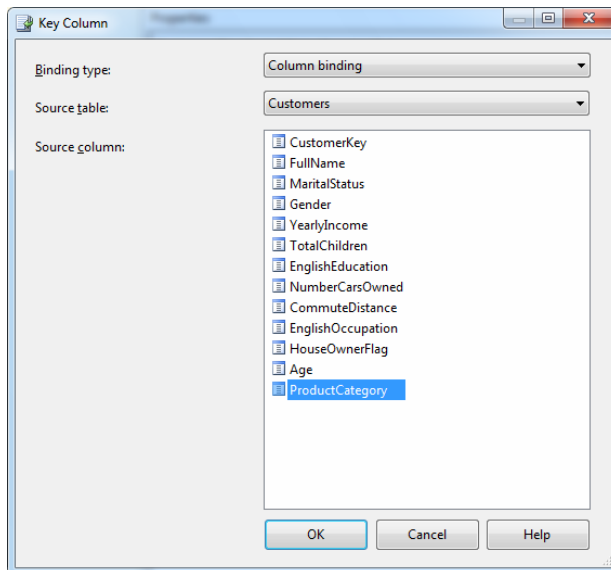 Key Column
Properties
Binding type:
Column binding
Source table:
Customers
Source column:
CustomerKey
FullName
MaritalStatus
Gender
YearlyIncome
TotalChildren
EnglishEducation
NumberCarsOwned
CommuteDistance
EnglishOccupation
HouseOwnerFlag
Age
ProductCategory
OK
Cancel
Help